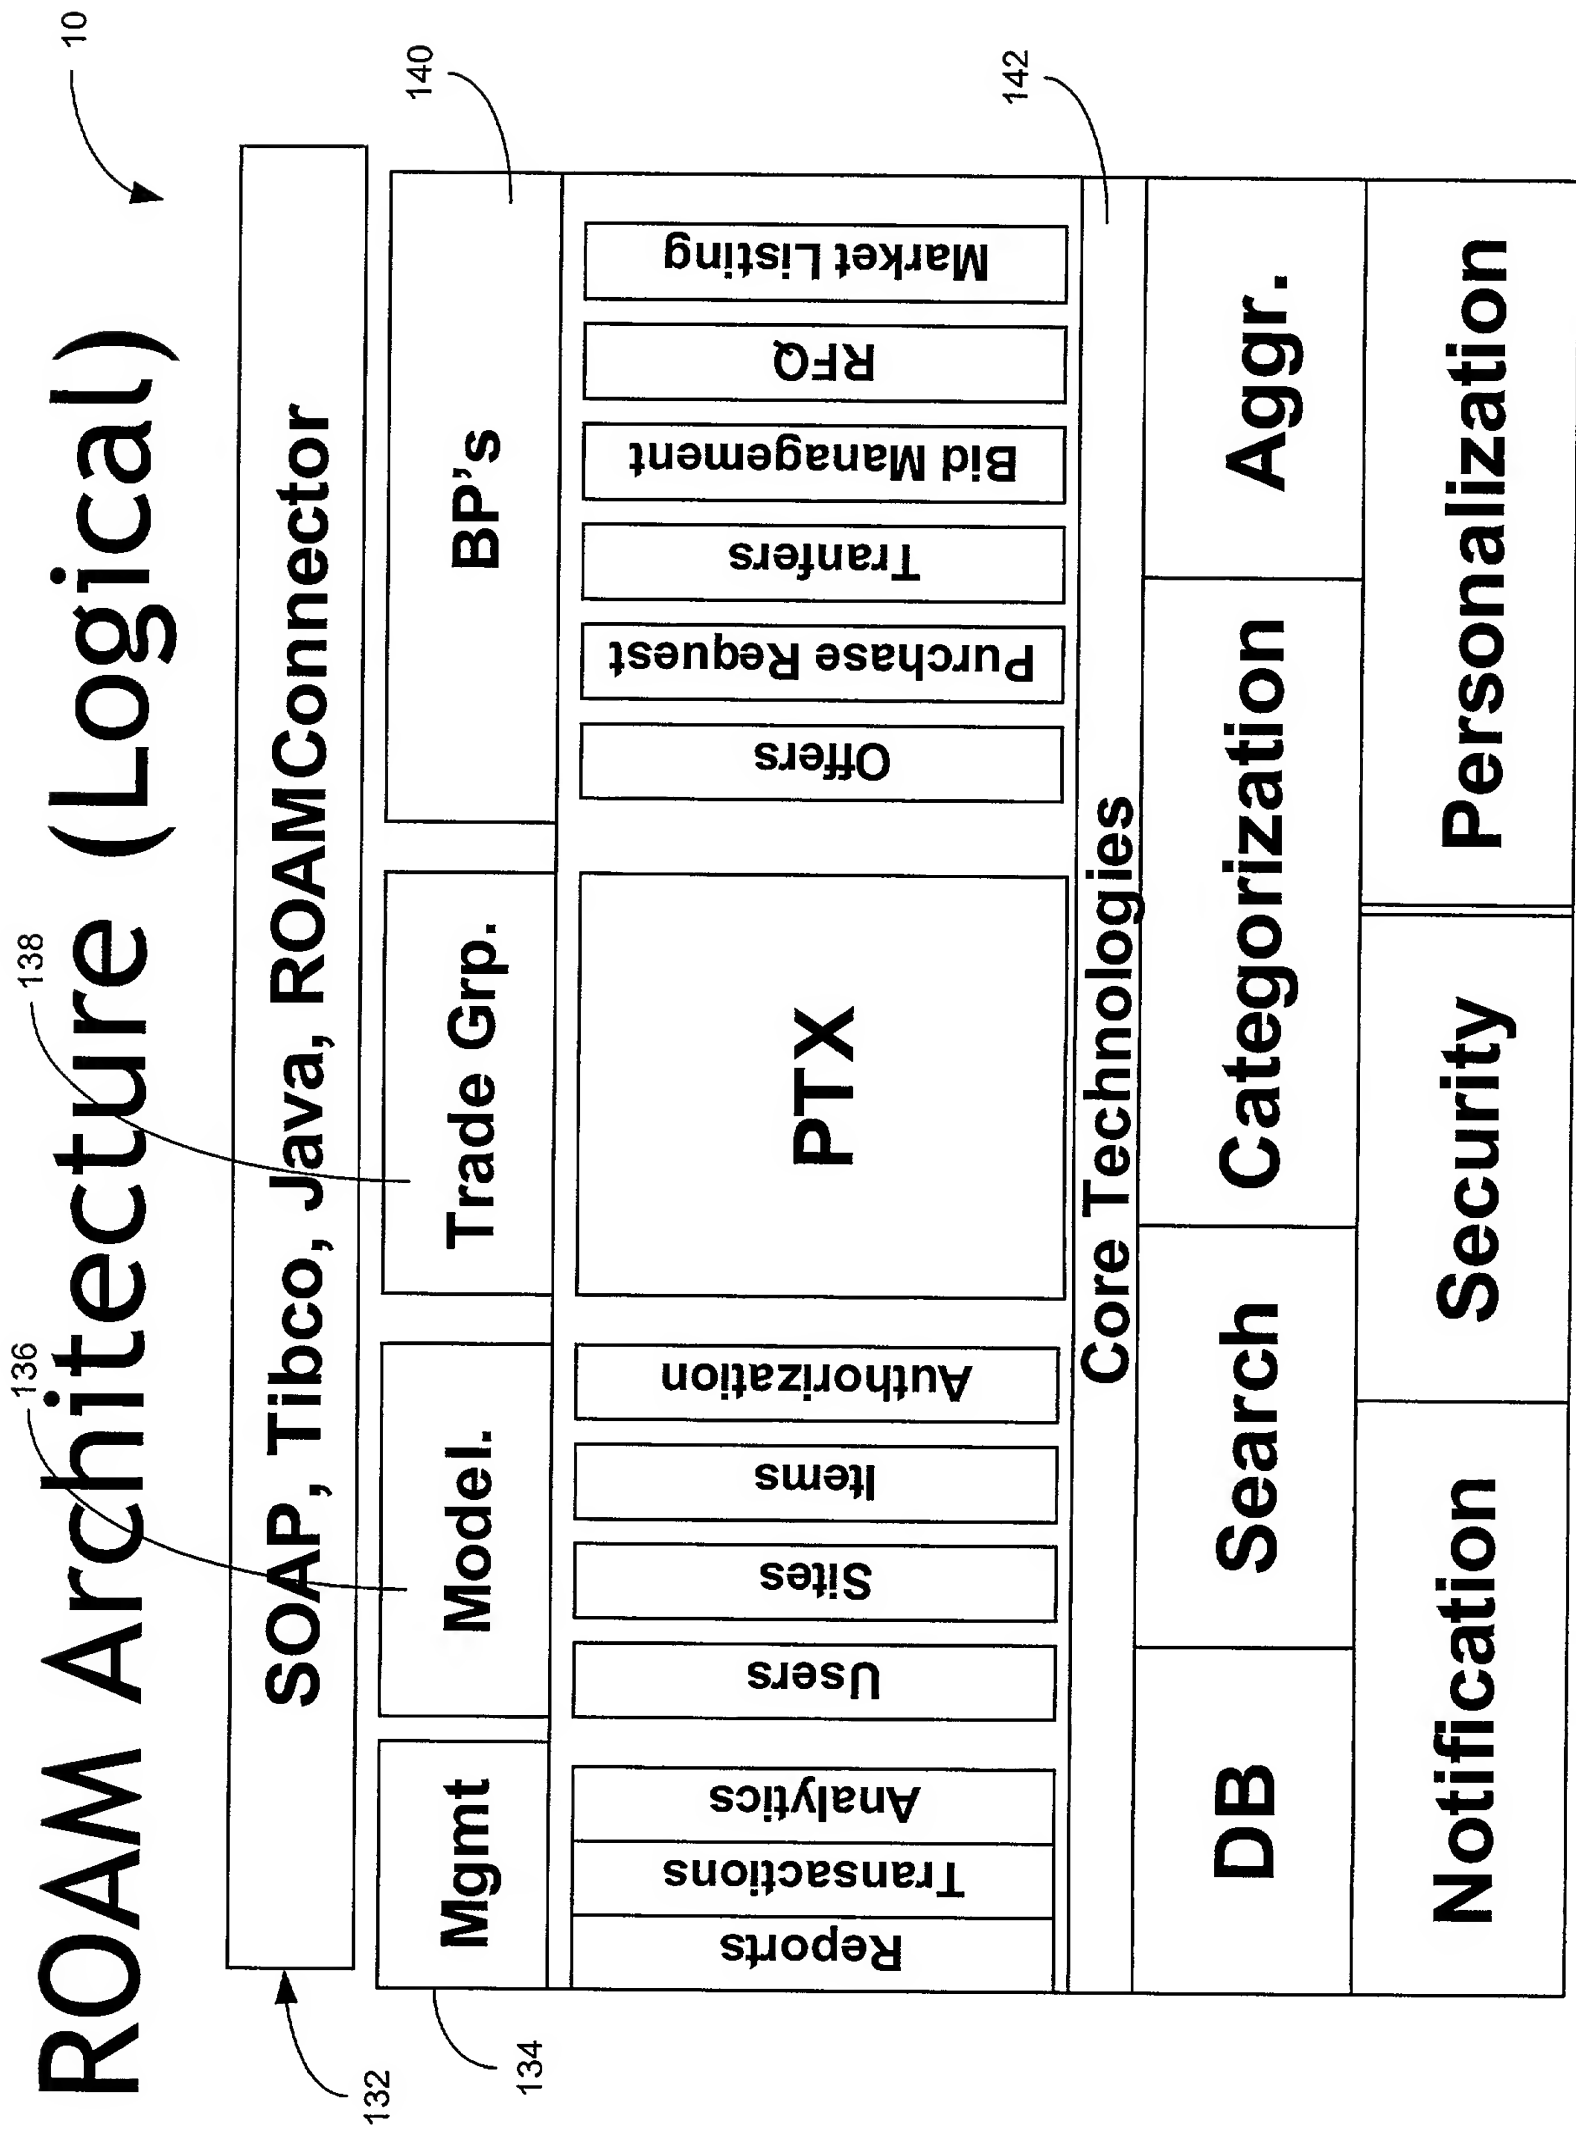 ROAM Architecture (Logical)
10
136
138
132
SOAP, Tibco, Java, ROAMConnector
134
140
Mgmt
Model.
Trade Grp.
BP's
Reports
Transactions
Analytics
Users
Sites
Items
Authorization
PTX
Offers
Purchase Request
Tranfers
Bid Management
RFQ
Market Listing
142
Core Technologies
DB
Search
Categorization
Aggr.
Notification
Security
Personalization